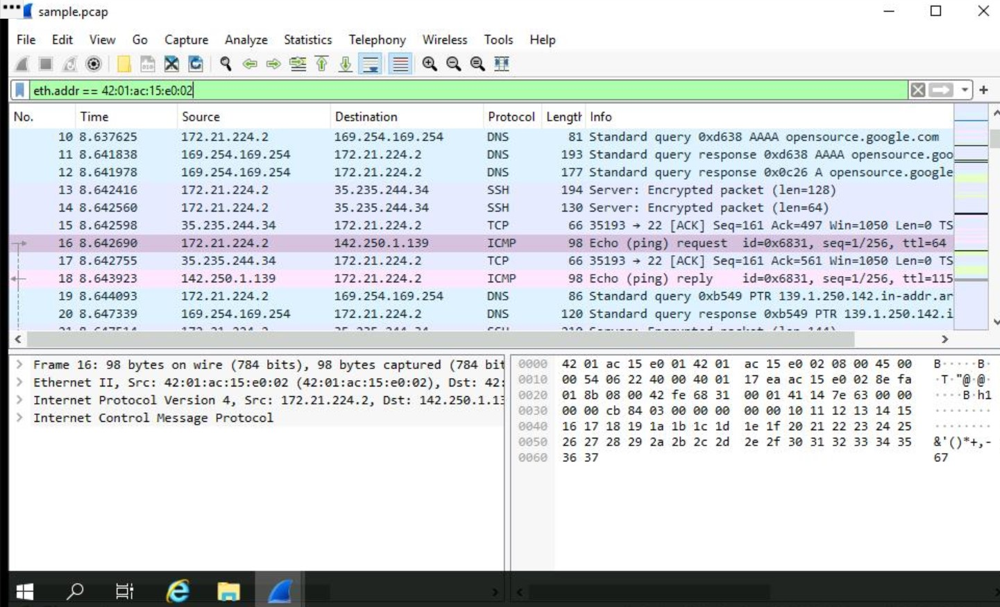 sample.pcap
File Edit View Go Capture Analyze Statistics Telephony Wireless Tools Help
eth.addr == 42:01:ac:15:e0:02
No. Time Source Destination Protocol Length Info
10 8.637625 172.21.224.2 169.254.169.254 DNS 81 Standard query 0xd638 AAAA opensource.google.com
11 8.641838 169.254.169.254 172.21.224.2 DNS 193 Standard query response 0xd638 AAAA opensource.goo
12 8.641978 169.254.169.254 172.21.224.2 DNS 177 Standard query response 0x0c26 A opensource.google
13 8.642416 172.21.224.2 35.235.244.34 SSH 194 Server: Encrypted packet (len=128)
14 8.642560 172.21.224.2 35.235.244.34 SSH 130 Server: Encrypted packet (len=64)
15 8.642598 35.235.244.34 172.21.224.2 TCP 66 35193 → 22 [ACK] Seq=161 Ack=497 Win=1050 Len=0 TS
16 8.642690 172.21.224.2 142.250.1.139 ICMP 98 Echo (ping) request id=0x6831, seq=1/256, ttl=64
17 8.642755 35.235.244.34 172.21.224.2 TCP 66 35193 → 22 [ACK] Seq=161 Ack=561 Win=1050 Len=0 TS
18 8.643923 142.250.1.139 172.21.224.2 ICMP 98 Echo (ping) reply id=0x6831, seq=1/256, ttl=115
19 8.644093 172.21.224.2 169.254.169.254 DNS 86 Standard query 0xb549 PTR 139.1.250.142.in-addr.ar
20 8.647339 169.254.169.254 172.21.224.2 DNS 120 Standard query response 0xb549 PTR 139.1.250.142.i
Frame 16: 98 bytes on wire (784 bits), 98 bytes captured (784 bit
Ethernet II, Src: 42:01:ac:15:e0:02 (42:01:ac:15:e0:02), Dst: 42:
Internet Protocol Version 4, Src: 172.21.224.2, Dst: 142.250.1.13
Internet Control Message Protocol
0000 42 01 ac 15 e0 01 42 01 ac 15 e0 02 08 00 45 00 B·····B·
0010 00 54 06 22 40 00 40 01 17 ea ac 15 e0 02 8e fa ·T·"@·@·
0020 01 8b 08 00 42 fe 68 31 00 01 41 14 7e 63 00 00 ····B·h1
0030 00 00 cb 84 03 00 00 00 00 00 10 11 12 13 14 15 ········
0040 16 17 18 19 1a 1b 1c 1d 1e 1f 20 21 22 23 24 25 ········
0050 26 27 28 29 2a 2b 2c 2d 2e 2f 30 31 32 33 34 35 &'()*+,-
0060 36 37 67